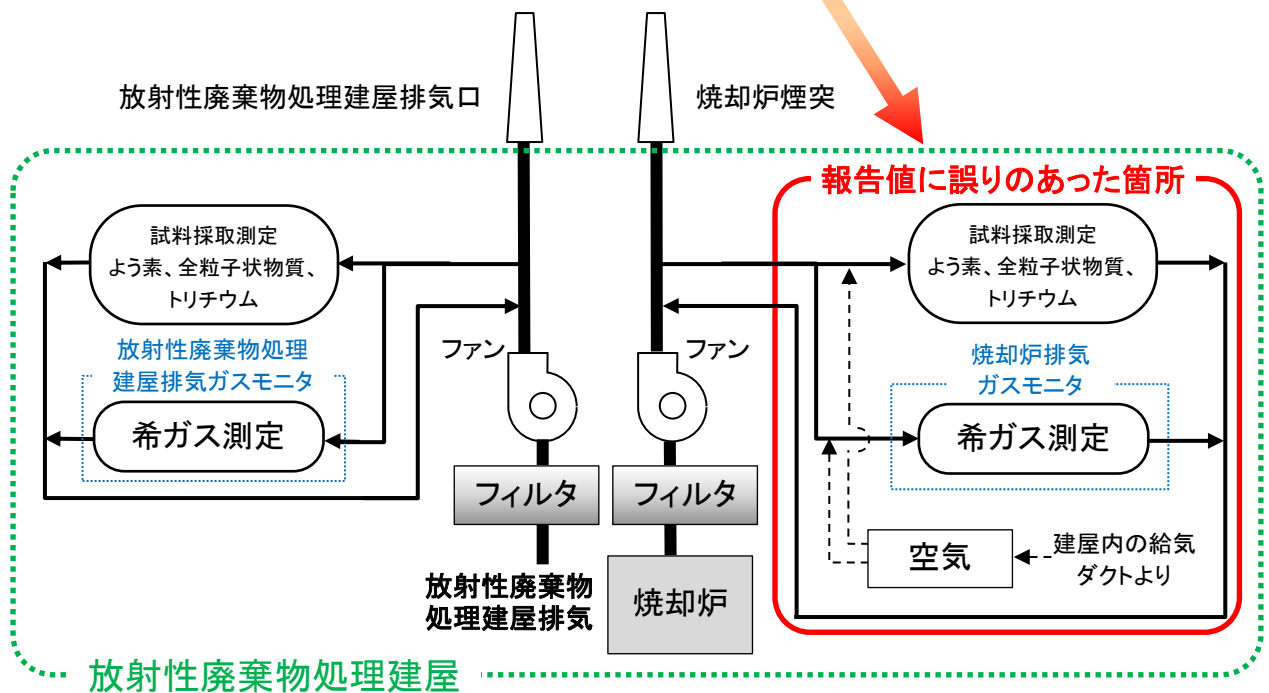 放射性廃棄物処理建屋排気口
焼却炉煙突
報告値に誤りのあった箇所
試料採取測定
よう素、全粒子状物質、
トリチウム
試料採取測定
よう素、全粒子状物質、
トリチウム
放射性廃棄物処理
建屋排気ガスモニタ
ファン
ファン
焼却炉排気
ガスモニタ
希ガス測定
希ガス測定
フィルタ
フィルタ
空気
建屋内の給気
ダクトより
放射性廃棄物
処理建屋排気
焼却炉
放射性廃棄物処理建屋